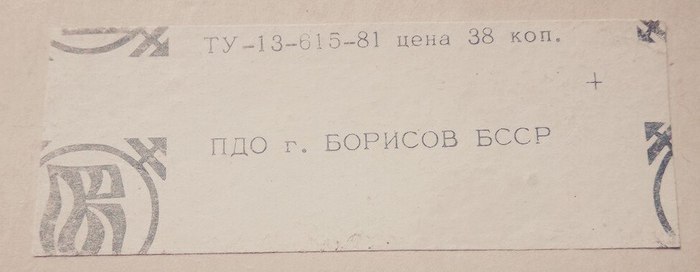 ТУ-13-615-81 цена 38 коп.
+
ПДО г. БОРИСОВ БССР